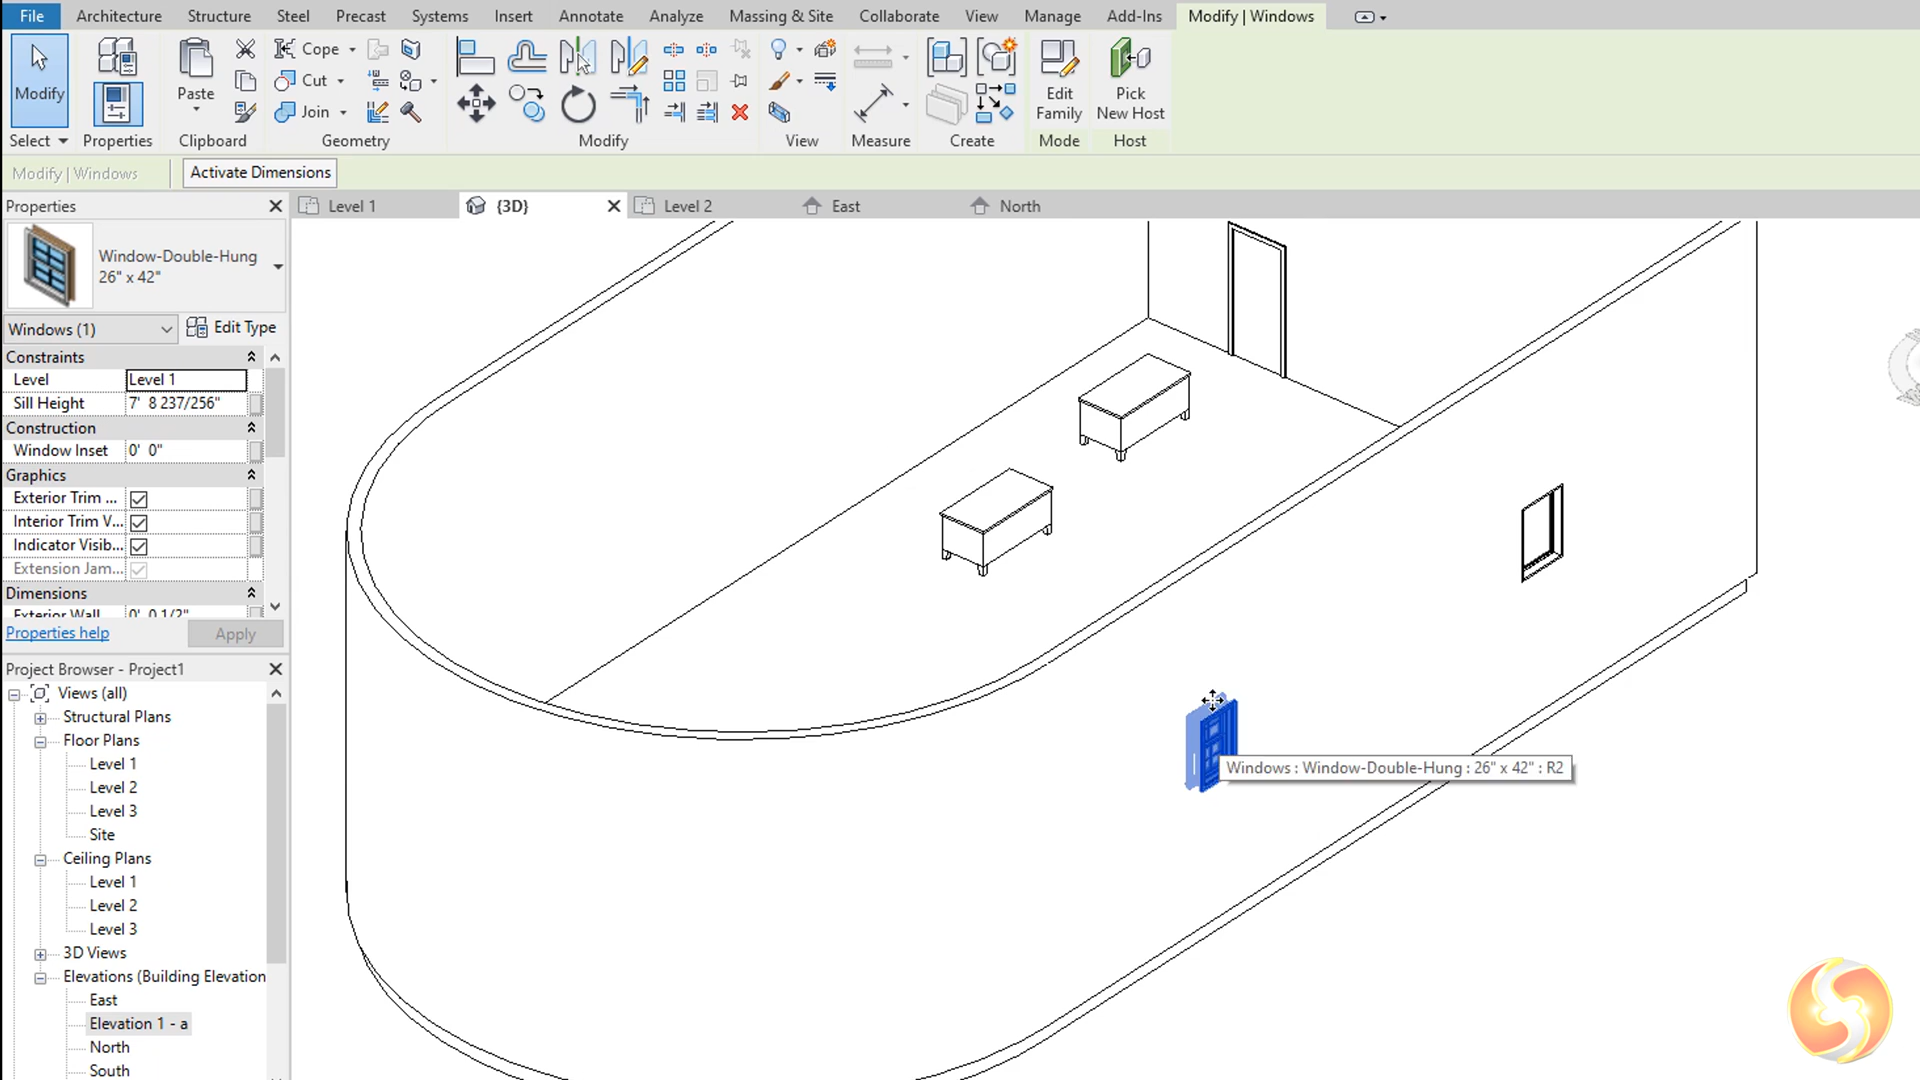 File Architecture Structure Steel Precast Systems Insert Annotate Analyze Massing & Site Collaborate View Manage Add-Ins Modify | Windows
Modify
Paste
Cope
Cut
Join
Edit
Family
Pick
New Host
Select Properties Clipboard Geometry Modify View Measure Create Mode Host
Modify | Windows Activate Dimensions
Properties
Level 1 {3D} Level 2 East North
Window-Double-Hung
26" x 42"
Windows (1) Edit Type
Constraints
Level Level 1
Sill Height 7' 8 237/256"
Construction
Window Inset 0' 0"
Graphics
Exterior Trim ...
Interior Trim V...
Indicator Visib...
Extension Jam...
Dimensions
Exterior Wall 0' 0 1/2"
Properties help Apply
Project Browser - Project1
Views (all)
Structural Plans
Floor Plans
Level 1
Level 2
Level 3
Site
Ceiling Plans
Level 1
Level 2
Level 3
3D Views
Elevations (Building Elevation
East
Elevation 1 - a
North
South
Windows : Window-Double-Hung : 26" x 42" : R2